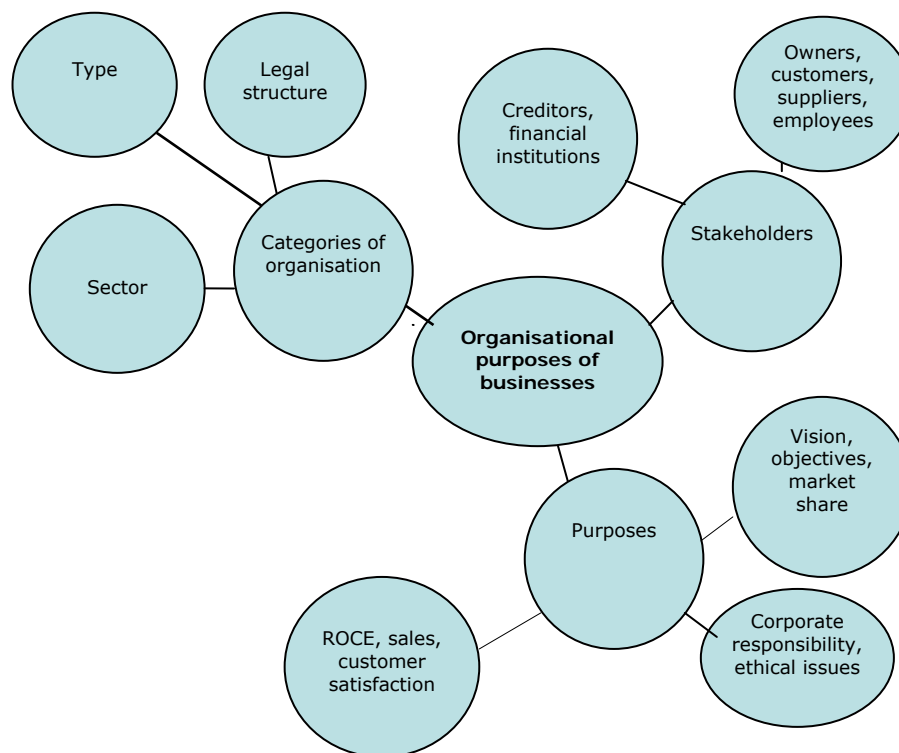 Type
Legal
structure
Owners,
customers,
suppliers,
employees
Creditors,
financial
institutions
Categories of
organisation
Stakeholders
Sector
Organisational
purposes of
businesses
Vision,
objectives,
market
share
Purposes
Corporate
responsibility,
ethical issues
ROCE, sales,
customer
satisfaction